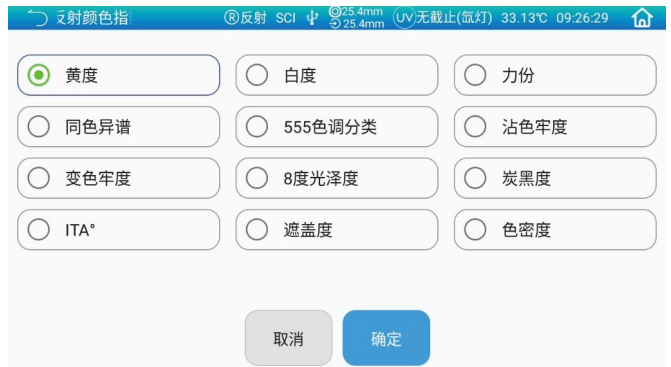 反射颜色指
®反射 SCI 25.4mm 25.4mm UV无截止(氙灯) 33.13℃ 09:26:29
黄度 白度 力份
同色异谱 555色调分类 沾色牢度
变色牢度 8度光泽度 炭黑度
ITA° 遮盖度 色密度
取消 确定